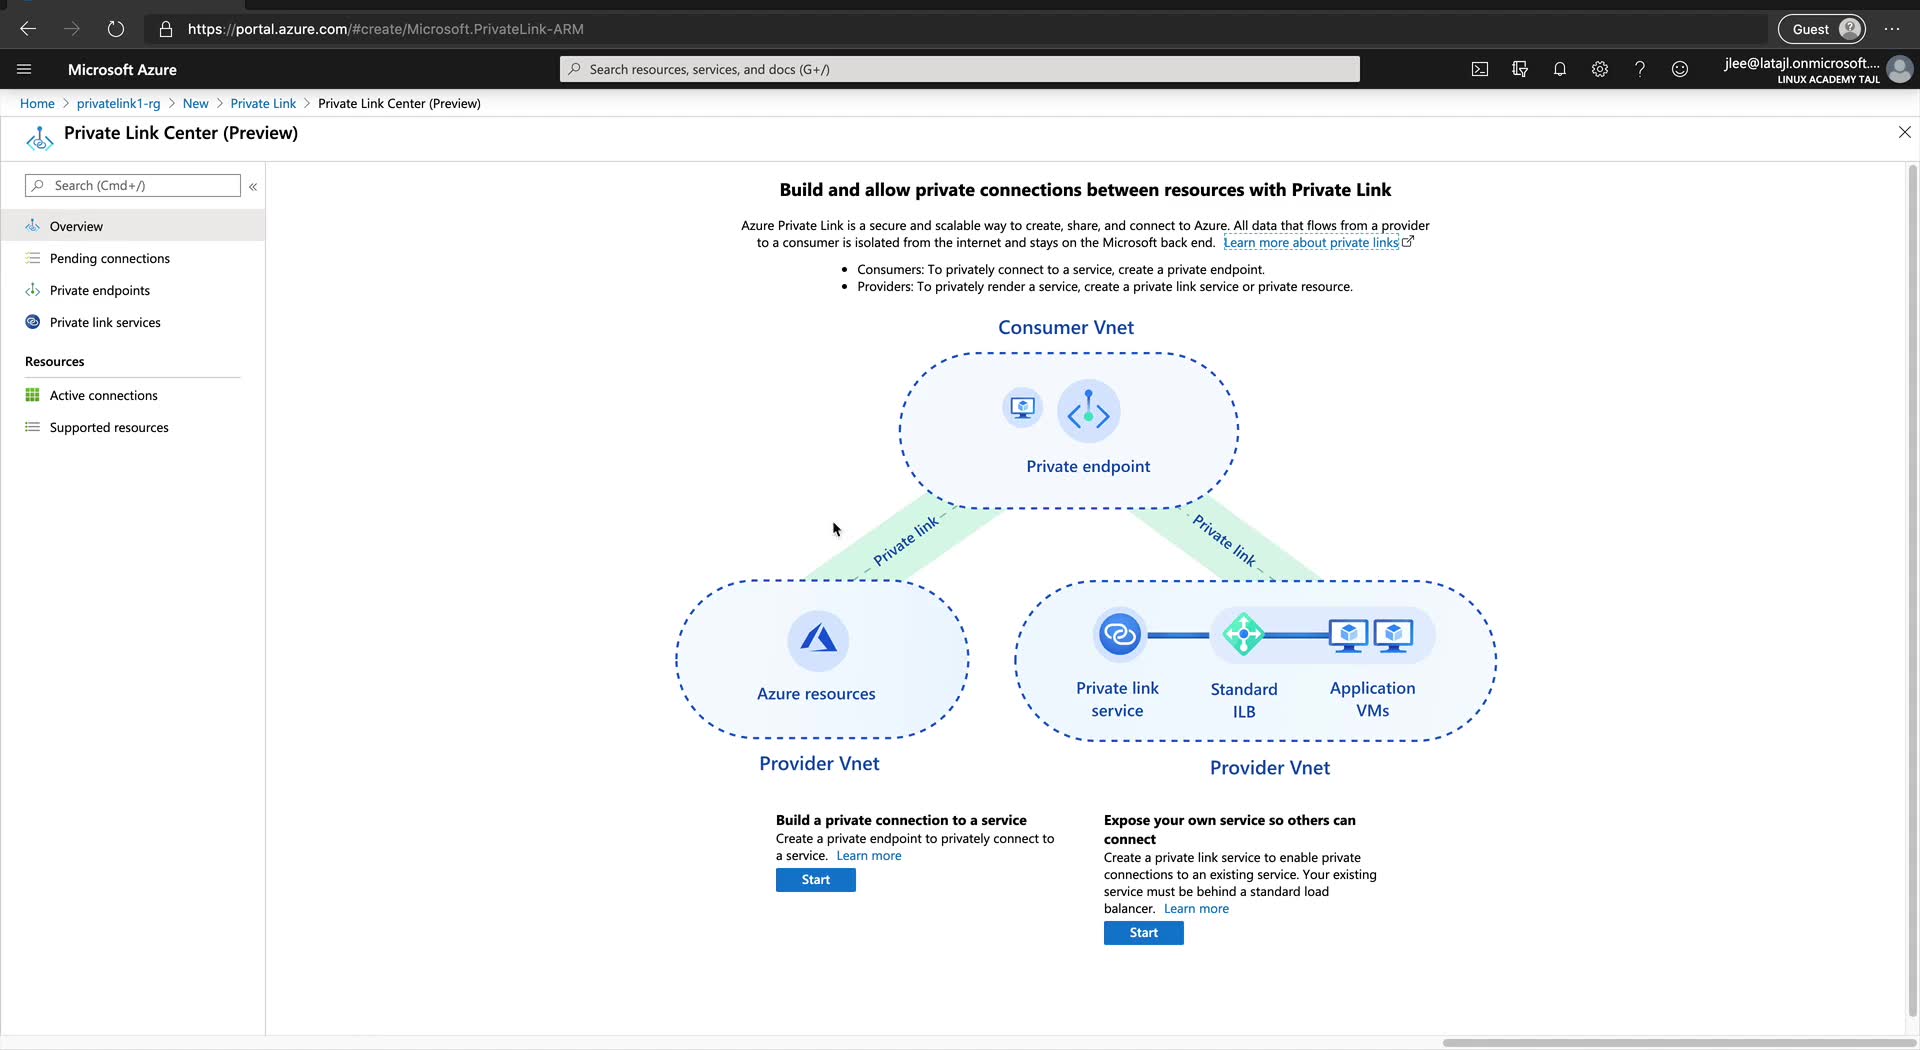 https://portal.azure.com/#create/Microsoft.PrivateLink-ARM
Guest
Microsoft Azure
Search resources, services, and docs (G+/)
jlee@latajl.onmicrosoft....
LINUX ACADEMY TAJL
Home > privatelink1-rg > New > Private Link > Private Link Center (Preview)
Private Link Center (Preview)
Search (Cmd+/)
«
Overview
Pending connections
Private endpoints
Private link services
Resources
Active connections
Supported resources
Build and allow private connections between resources with Private Link
Azure Private Link is a secure and scalable way to create, share, and connect to Azure. All data that flows from a provider
to a consumer is isolated from the internet and stays on the Microsoft back end. Learn more about private links
• Consumers: To privately connect to a service, create a private endpoint.
• Providers: To privately render a service, create a private link service or private resource.
Consumer Vnet
Private endpoint
Private link
Private link
Azure resources
Provider Vnet
Private link
service
Standard
ILB
Application
VMs
Provider Vnet
Build a private connection to a service
Create a private endpoint to privately connect to
a service. Learn more
Start
Expose your own service so others can
connect
Create a private link service to enable private
connections to an existing service. Your existing
service must be behind a standard load
balancer. Learn more
Start